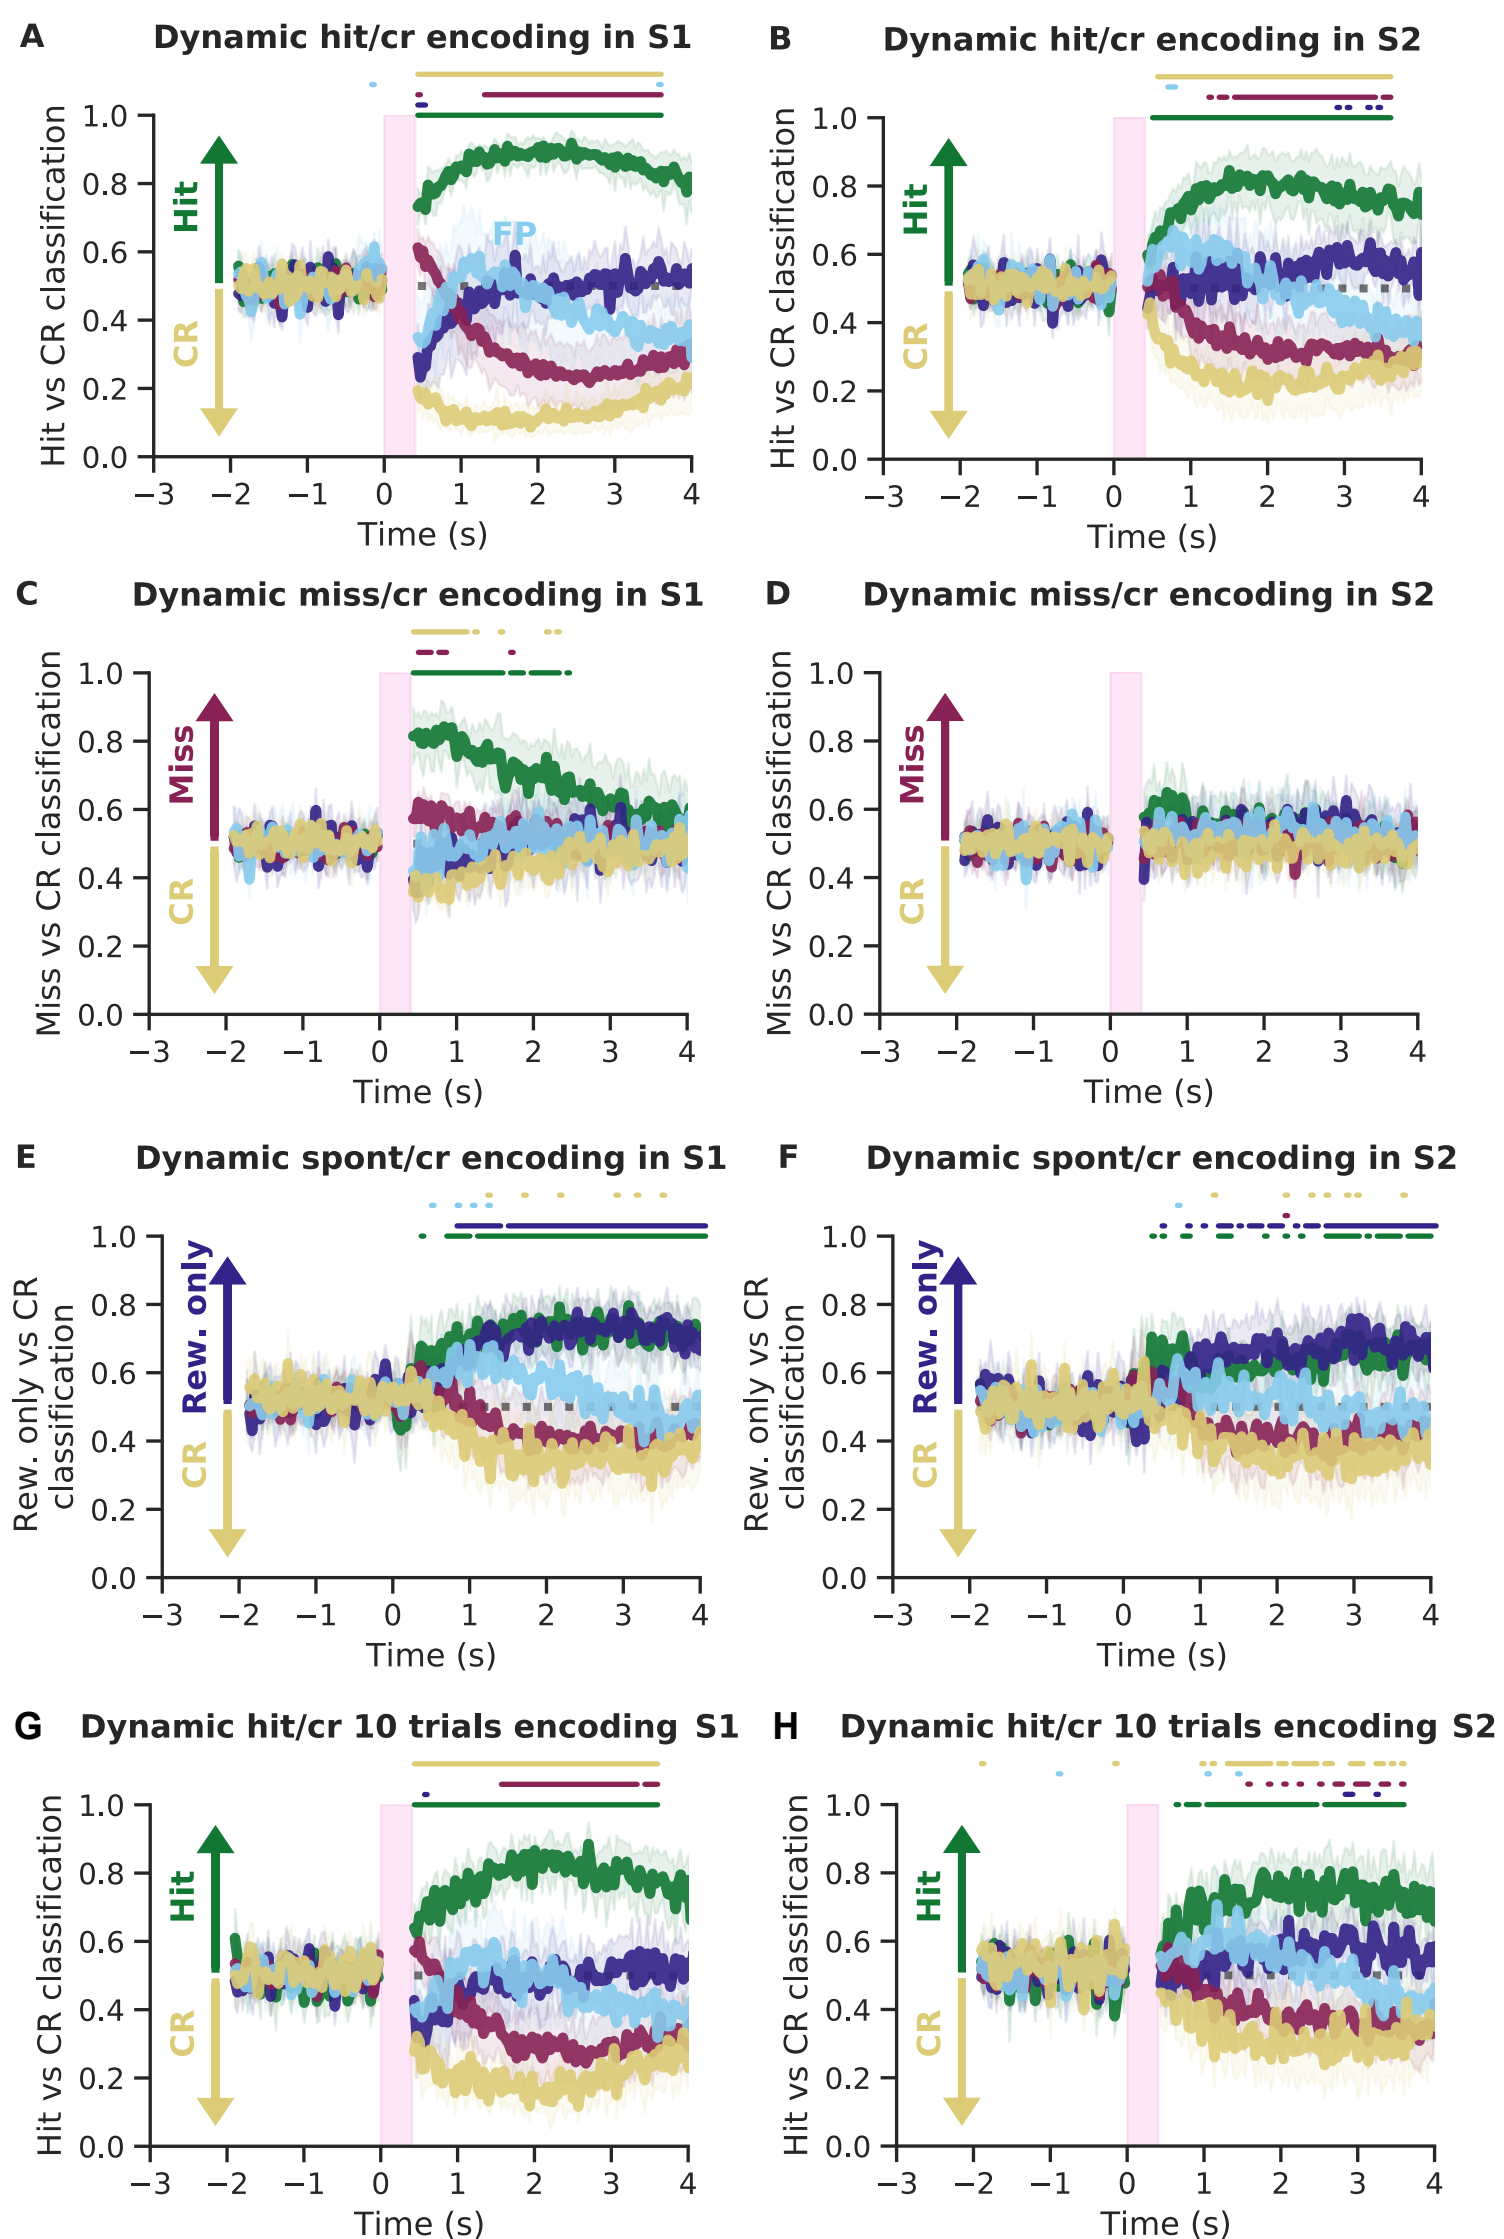 A Dynamic hit/cr encoding in S1
Hit vs CR classification
1.0
0.8
0.6
0.4
0.2
0.0
Hit
CR
FP
−3 −2 −1 0 1 2 3 4
Time (s)
B Dynamic hit/cr encoding in S2
Hit vs CR classification
1.0
0.8
0.6
0.4
0.2
0.0
Hit
CR
−3 −2 −1 0 1 2 3 4
Time (s)
C Dynamic miss/cr encoding in S1
Miss vs CR classification
1.0
0.8
0.6
0.4
0.2
0.0
Miss
CR
−3 −2 −1 0 1 2 3 4
Time (s)
D Dynamic miss/cr encoding in S2
Miss vs CR classification
1.0
0.8
0.6
0.4
0.2
0.0
Miss
CR
−3 −2 −1 0 1 2 3 4
Time (s)
E Dynamic spont/cr encoding in S1
Rew. only vs CR
classification
1.0
0.8
0.6
0.4
0.2
0.0
Rew. only
CR
−3 −2 −1 0 1 2 3 4
Time (s)
F Dynamic spont/cr encoding in S2
Rew. only vs CR
classification
1.0
0.8
0.6
0.4
0.2
0.0
Rew. only
CR
−3 −2 −1 0 1 2 3 4
Time (s)
G Dynamic hit/cr 10 trials encoding S1
Hit vs CR classification
1.0
0.8
0.6
0.4
0.2
0.0
Hit
CR
−3 −2 −1 0 1 2 3 4
Time (s)
H Dynamic hit/cr 10 trials encoding S2
Hit vs CR classification
1.0
0.8
0.6
0.4
0.2
0.0
Hit
CR
−3 −2 −1 0 1 2 3 4
Time (s)